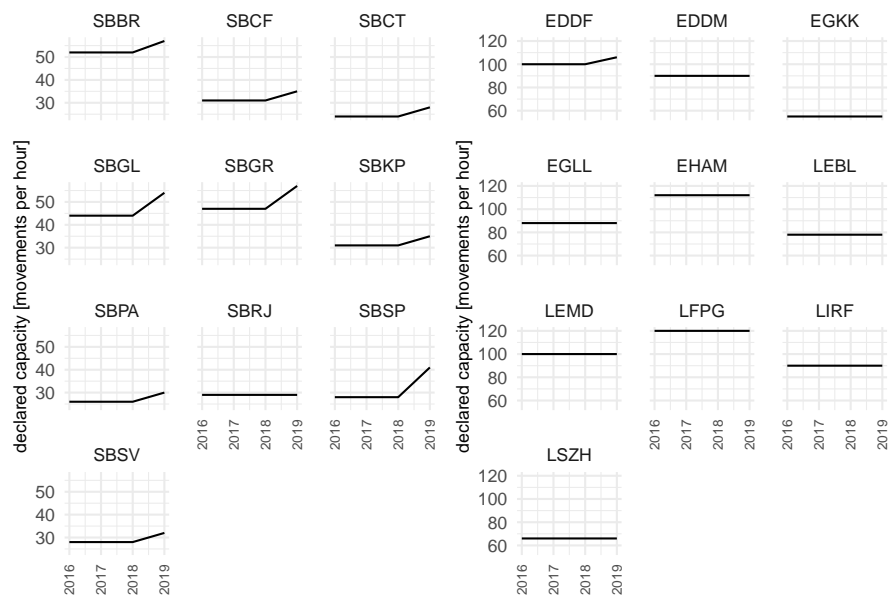 SBBR SBCF SBCT
50
40
30
SBGL SBGR SBKP
50
40
30
SBPA SBRJ SBSP
50
40
30
2016 2017 2018 2019 2016 2017 2018 2019
SBSV
50
40
30
2016 2017 2018 2019
declared capacity [movements per hour]
EDDF EDDM EGKK
120
100
80
60
EGLL EHAM LEBL
120
100
80
60
LEMD LFPG LIRF
120
100
80
60
2016 2017 2018 2019 2016 2017 2018 2019
LSZH
120
100
80
60
2016 2017 2018 2019
declared capacity [movements per hour]